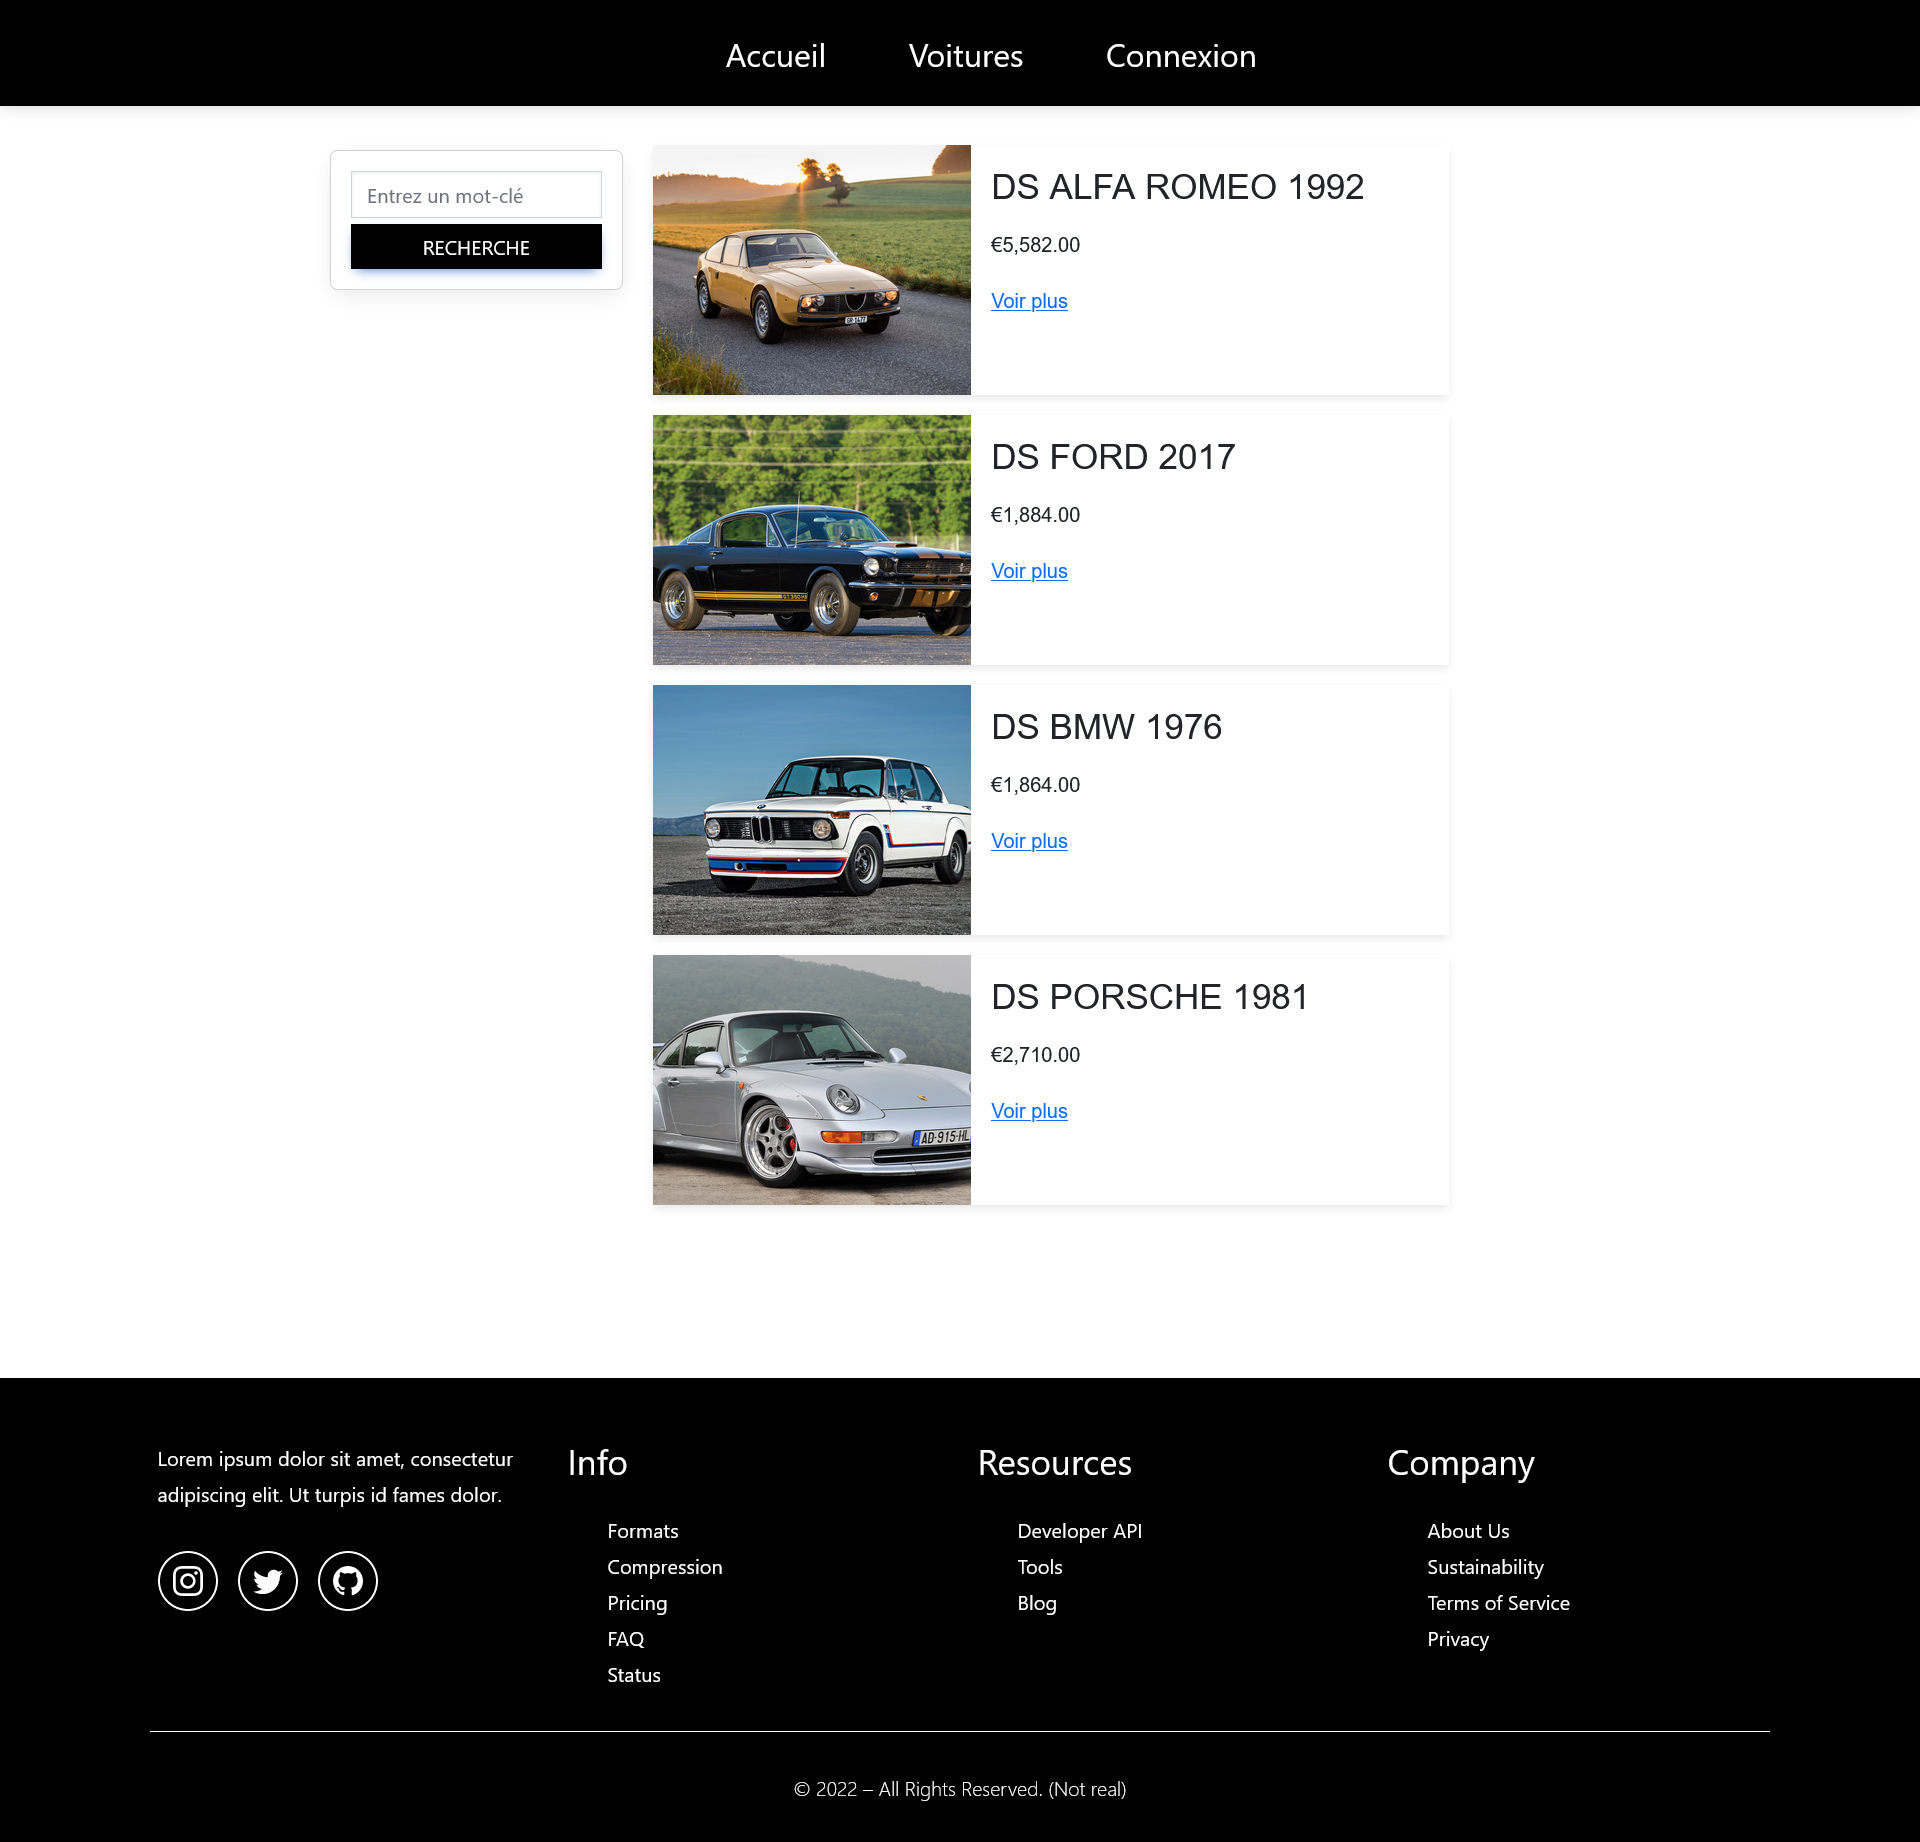 Accueil Voitures Connexion
Entrez un mot-clé
RECHERCHE
DS ALFA ROMEO 1992
€5,582.00
Voir plus
DS FORD 2017
€1,884.00
Voir plus
DS BMW 1976
€1,864.00
Voir plus
AD-915-HL
DS PORSCHE 1981
€2,710.00
Voir plus
Lorem ipsum dolor sit amet, consectetur
adipiscing elit. Ut turpis id fames dolor.
Info
Formats
Compression
Pricing
FAQ
Status
Resources
Developer API
Tools
Blog
Company
About Us
Sustainability
Terms of Service
Privacy
© 2022 – All Rights Reserved. (Not real)